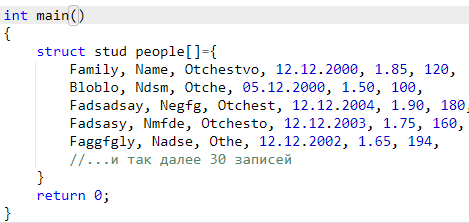 int main()
{
struct stud people[]={
Family, Name, Otchestvo, 12.12.2000, 1.85, 120,
Bloblo, Ndsm, Otche, 05.12.2000, 1.50, 100,
Fadsadsay, Negfg, Otchest, 12.12.2004, 1.90, 180,
Fadsasy, Nmfde, Otchesto, 12.12.2003, 1.75, 160,
Faggfgly, Nadse, Othe, 12.12.2002, 1.65, 194,
//...и так далее 30 записей
}
return 0;
}